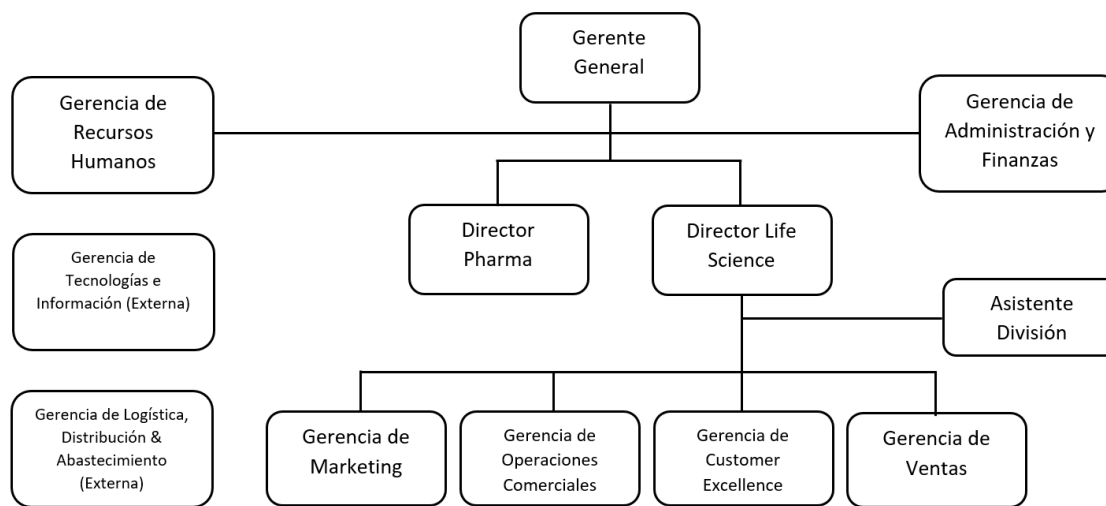 Gerente
General
Gerencia de
Recursos
Humanos
Gerencia de
Administración y
Finanzas
Director
Pharma
Director Life
Science
Gerencia de
Tecnologías e
Información (Externa)
Asistente
División
Gerencia de Logística,
Distribución &
Abastecimiento
(Externa)
Gerencia de
Marketing
Gerencia de
Operaciones
Comerciales
Gerencia de
Customer
Excellence
Gerencia de
Ventas